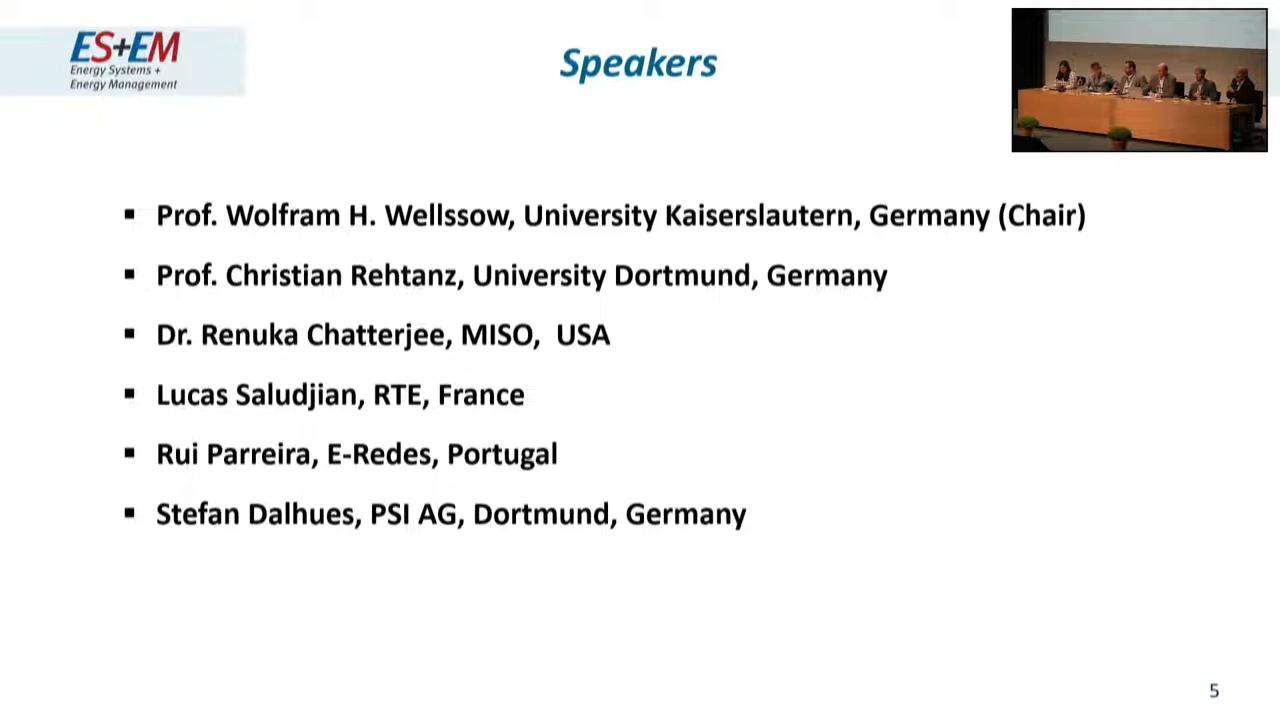 ES+EM
Energy Systems +
Energy Management
Speakers
▪ Prof. Wolfram H. Wellssow, University Kaiserslautern, Germany (Chair)
▪ Prof. Christian Rehtanz, University Dortmund, Germany
▪ Dr. Renuka Chatterjee, MISO, USA
▪ Lucas Saludjian, RTE, France
▪ Rui Parreira, E-Redes, Portugal
▪ Stefan Dalhues, PSI AG, Dortmund, Germany
5